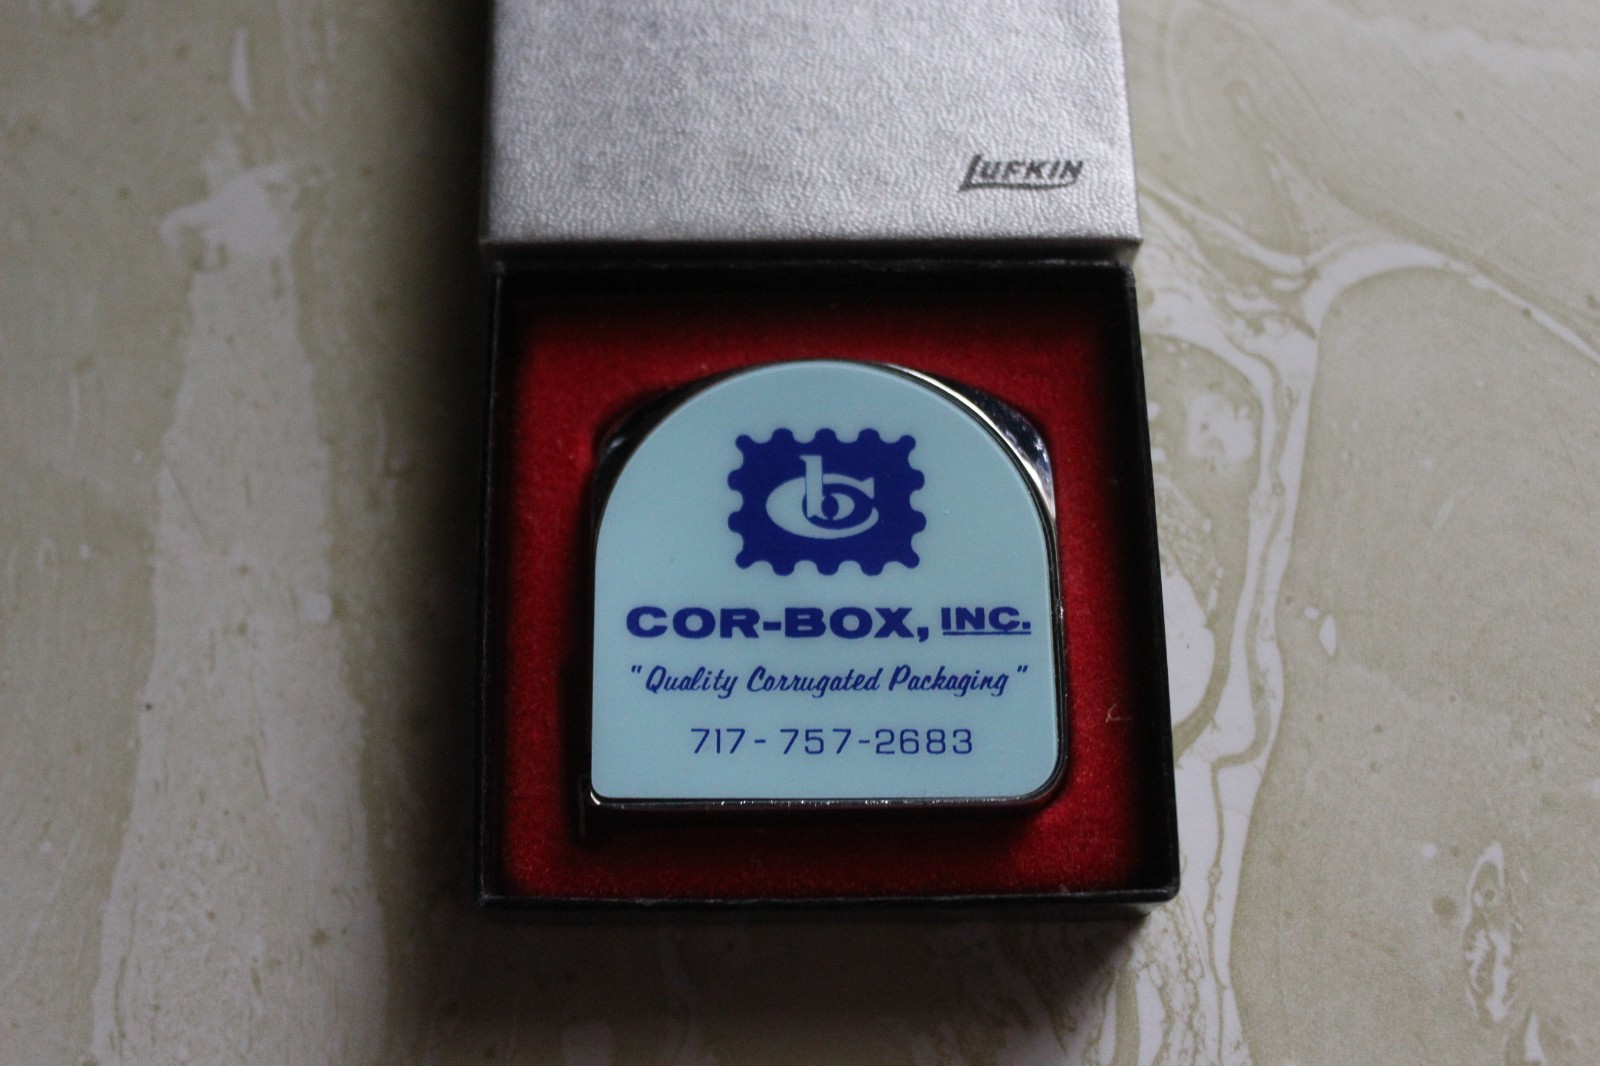 LUFKIN
cb
COR-BOX, INC.
"Quality Corrugated Packaging"
717-757-2683